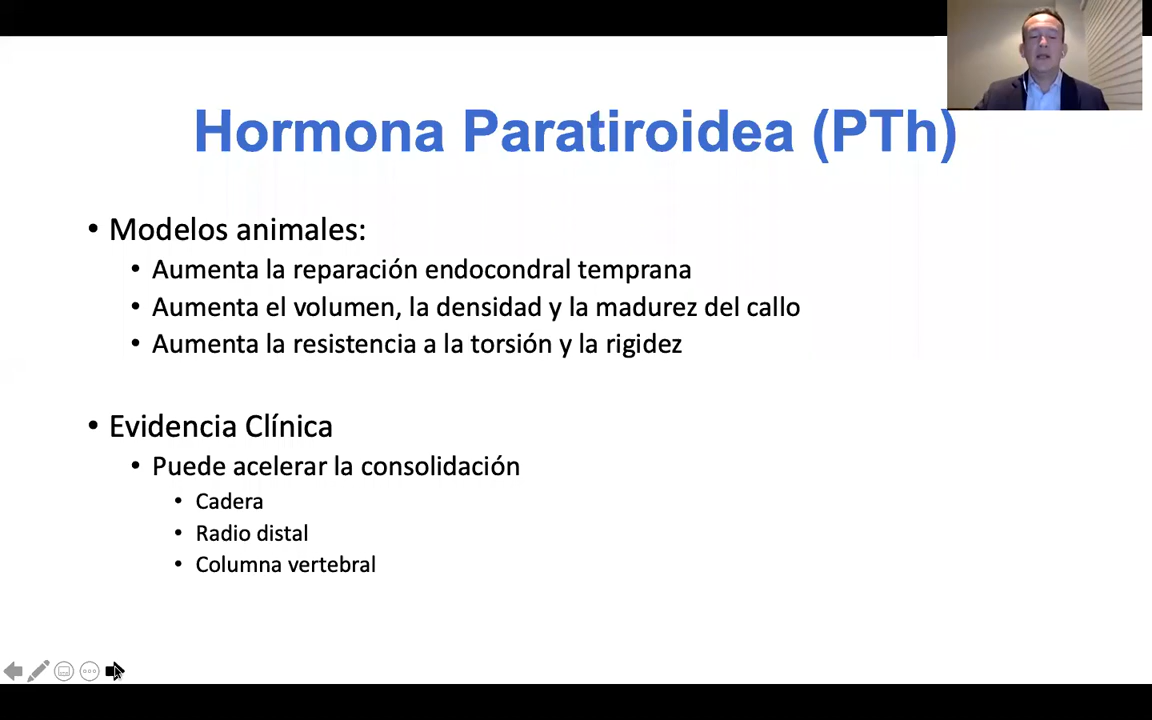 Hormona Paratiroidea (PTh)
• Modelos animales:
• Aumenta la reparación endocondral temprana
• Aumenta el volumen, la densidad y la madurez del callo
• Aumenta la resistencia a la torsión y la rigidez
• Evidencia Clínica
• Puede acelerar la consolidación
• Cadera
• Radio distal
• Columna vertebral